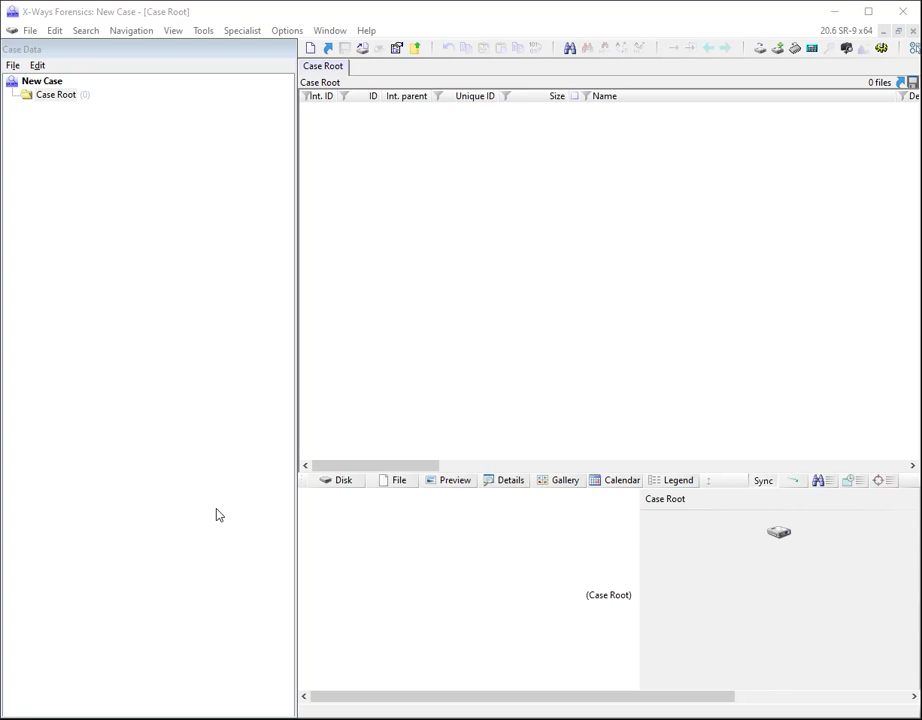 X-Ways Forensics: New Case - [Case Root]
File Edit Search Navigation View Tools Specialist Options Window Help 20.6 SR-9 x64
Case Data
File Edit
New Case
Case Root (0)
Case Root
Case Root 0 files
Int. ID ID Int. parent Unique ID Size Name De
Disk File Preview Details Gallery Calendar Legend Sync
Case Root
(Case Root)